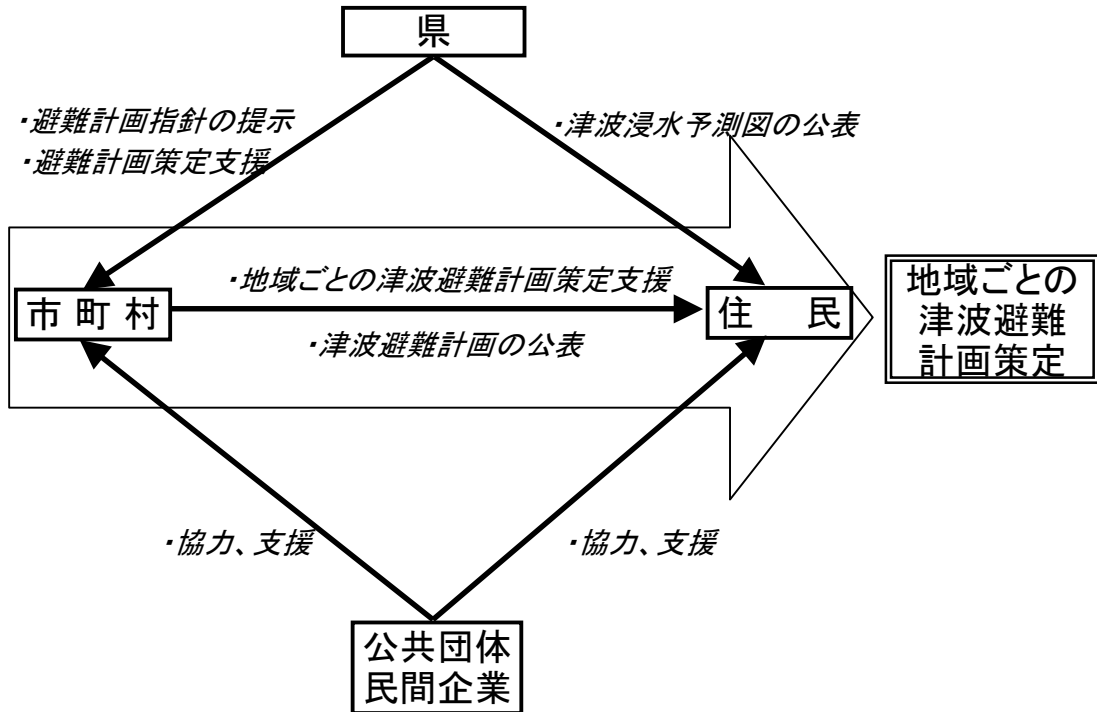 県
・避難計画指針の提示
・避難計画策定支援
・津波浸水予測図の公表
・地域ごとの津波避難計画策定支援
市町村
住 民
・津波避難計画の公表
地域ごとの
津波避難
計画策定
・協力、支援
・協力、支援
公共団体
民間企業